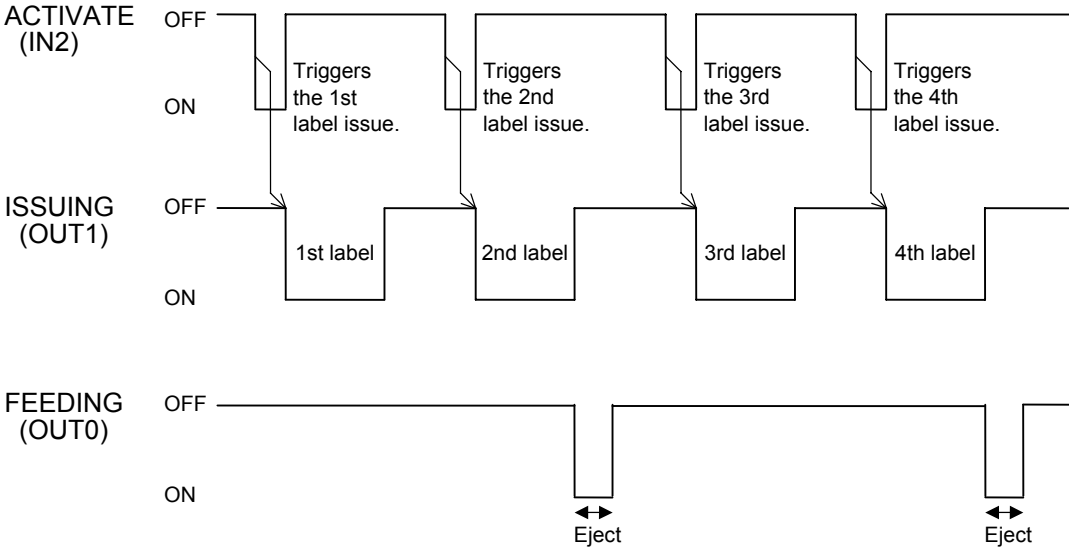 ACTIVATE
(IN2)
OFF
ON
Triggers
the 1st
label issue.
Triggers
the 2nd
label issue.
Triggers
the 3rd
label issue.
Triggers
the 4th
label issue.
ISSUING
(OUT1)
OFF
ON
1st label
2nd label
3rd label
4th label
FEEDING
(OUT0)
OFF
ON
Eject
Eject